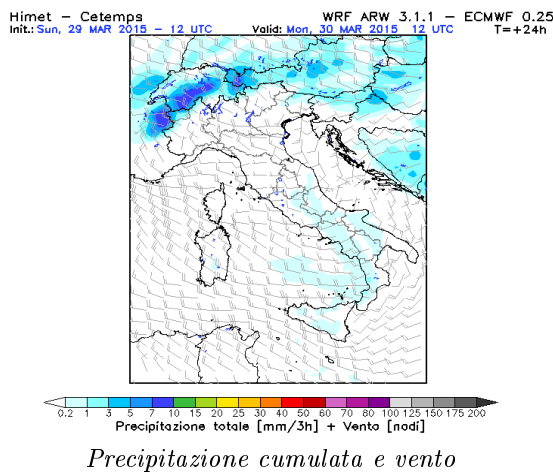 Himet – Cetemps WRF ARW 3.1.1 – ECMWF 0.25
Init.: Sun, 29 MAR 2015 – 12 UTC Valid: Mon, 30 MAR 2015 12 UTC T=+24h
0.2 1 3 5 7 10 15 20 25 30 40 50 60 70 80 100 125 150 175 200
Precipitazione totale [mm/3h] + Vento [nodi]
Precipitazione cumulata e vento